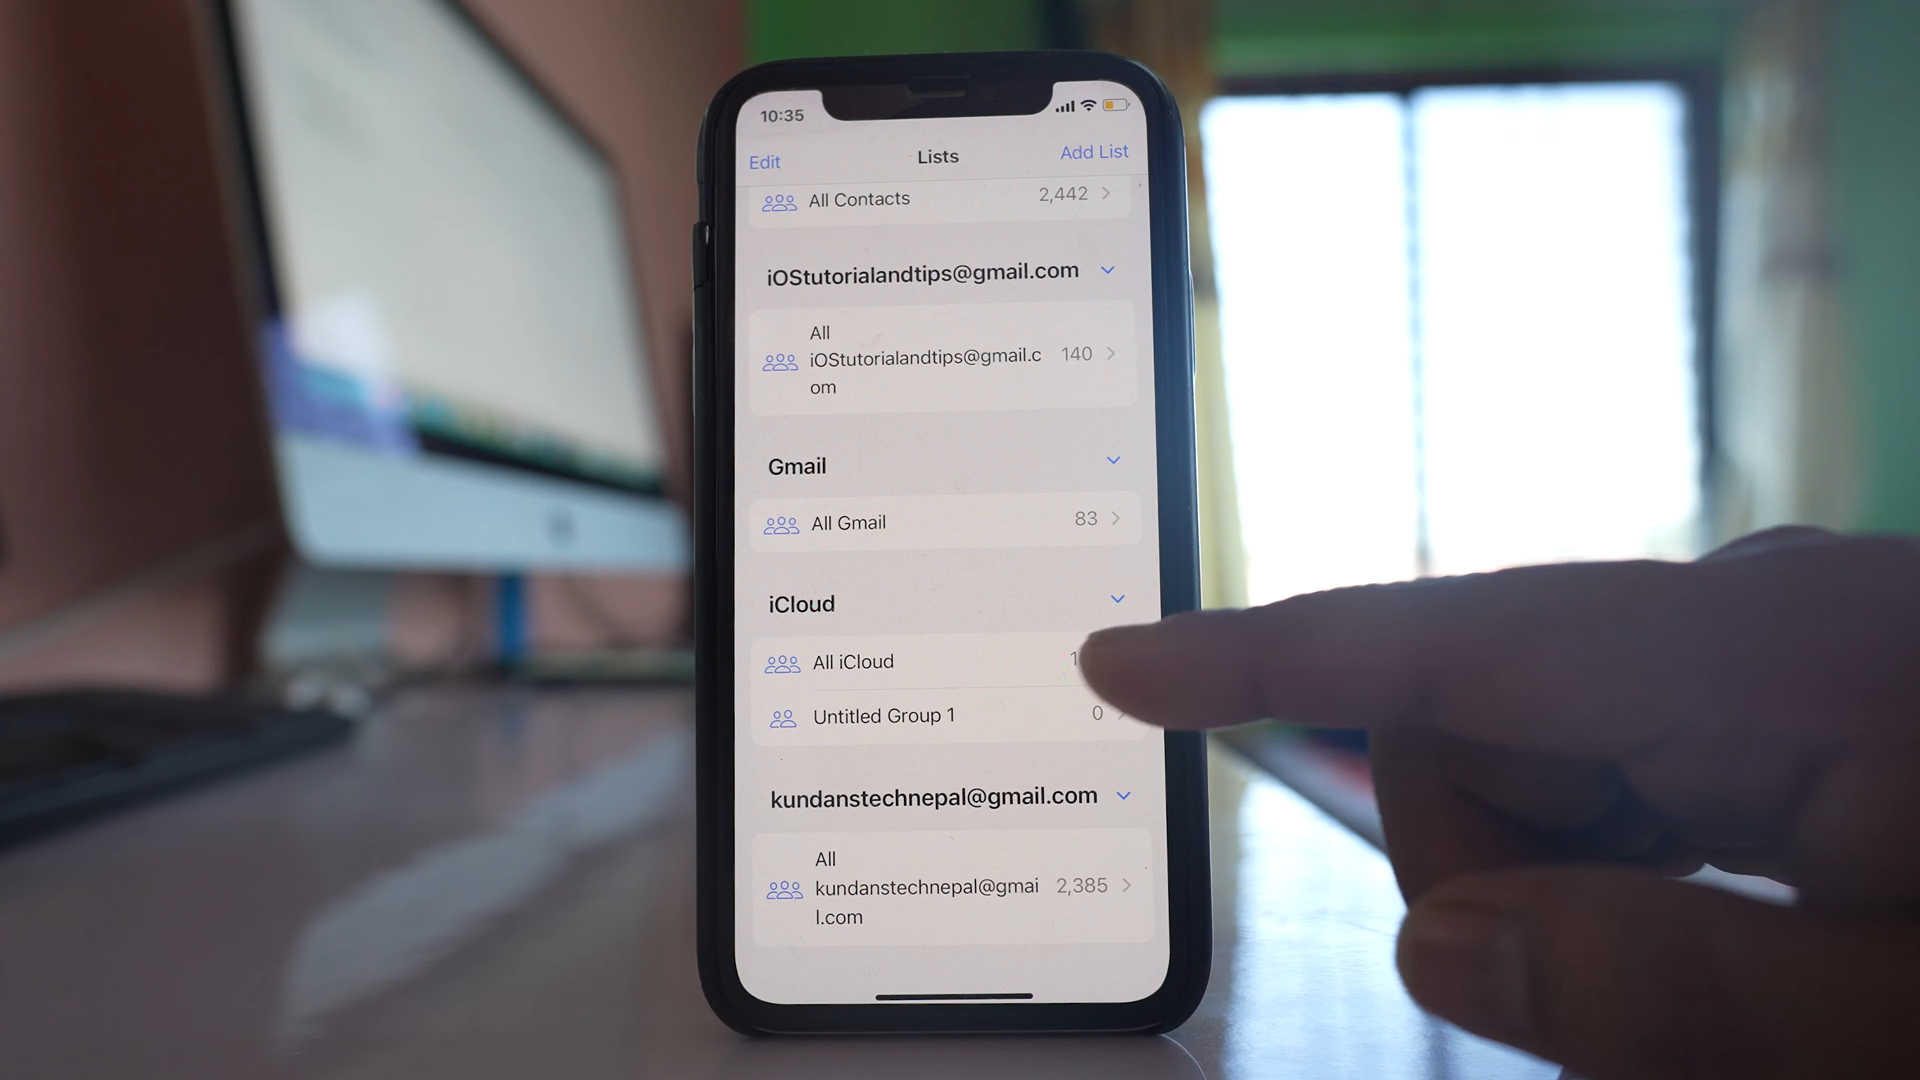 10:35
Edit Lists Add List
All Contacts 2,442
iOStutorialandtips@gmail.com
All
iOStutorialandtips@gmail.c 140
om
Gmail
All Gmail 83
iCloud
All iCloud
Untitled Group 1 0
kundanstechnepal@gmail.com
All
kundanstechnepal@gmai 2,385
l.com